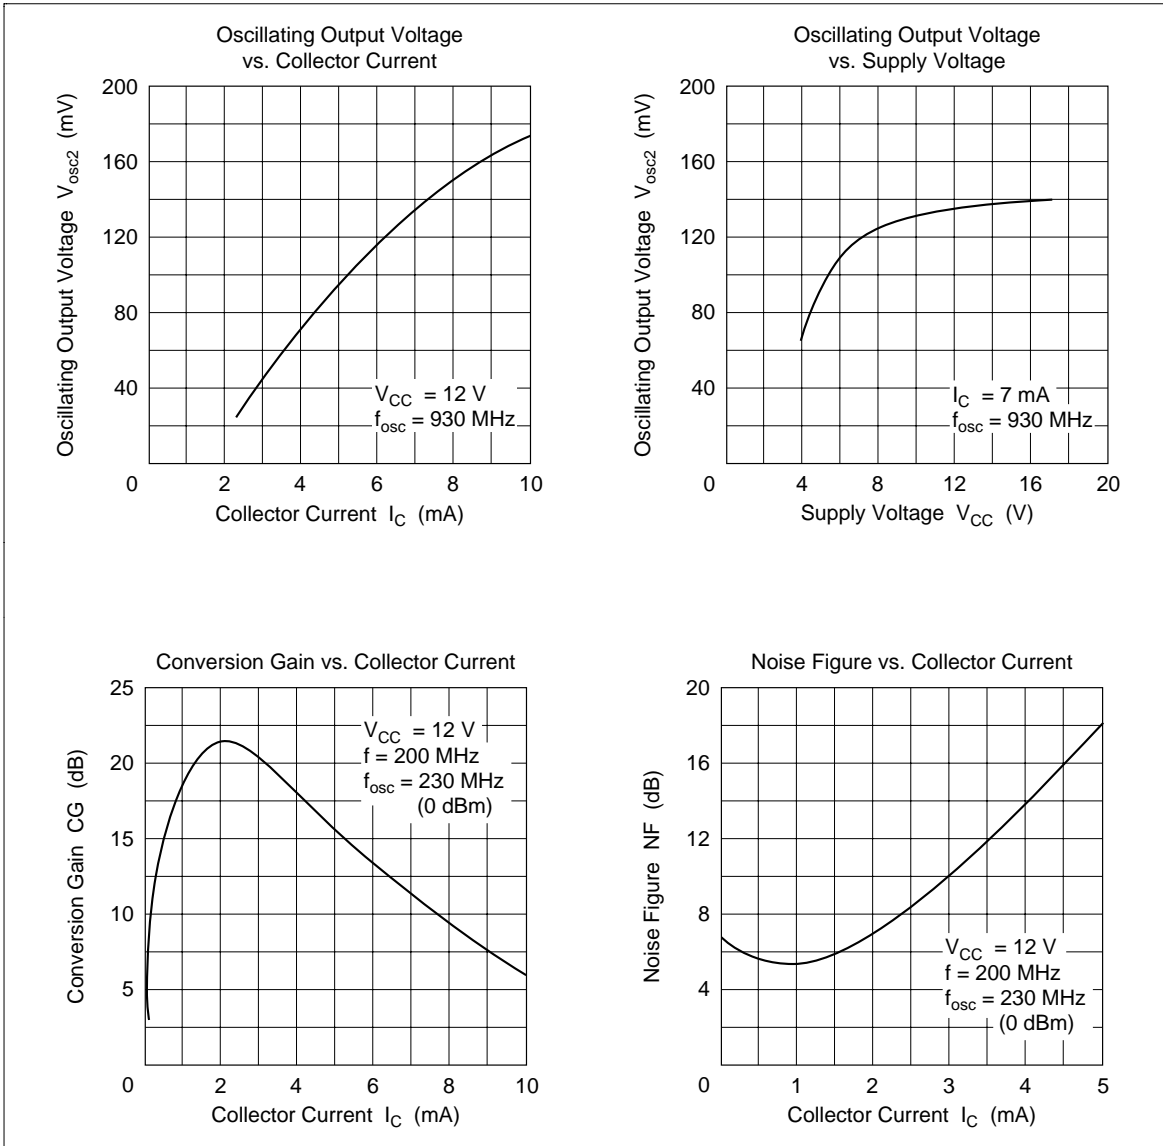 Oscillating Output Voltage
vs. Collector Current
200
160
120
80
40
0
2
4
6
8
10
Oscillating Output Voltage V_osc2 (mV)
V_CC = 12 V
f_osc = 930 MHz
Collector Current I_C (mA)
Oscillating Output Voltage
vs. Supply Voltage
200
160
120
80
40
0
4
8
12
16
20
Oscillating Output Voltage V_osc2 (mV)
I_C = 7 mA
f_osc = 930 MHz
Supply Voltage V_CC (V)
Conversion Gain vs. Collector Current
25
20
15
10
5
0
2
4
6
8
10
Conversion Gain CG (dB)
V_CC = 12 V
f = 200 MHz
f_osc = 230 MHz
(0 dBm)
Collector Current I_C (mA)
Noise Figure vs. Collector Current
20
16
12
8
4
0
1
2
3
4
5
Noise Figure NF (dB)
V_CC = 12 V
f = 200 MHz
f_osc = 230 MHz
(0 dBm)
Collector Current I_C (mA)